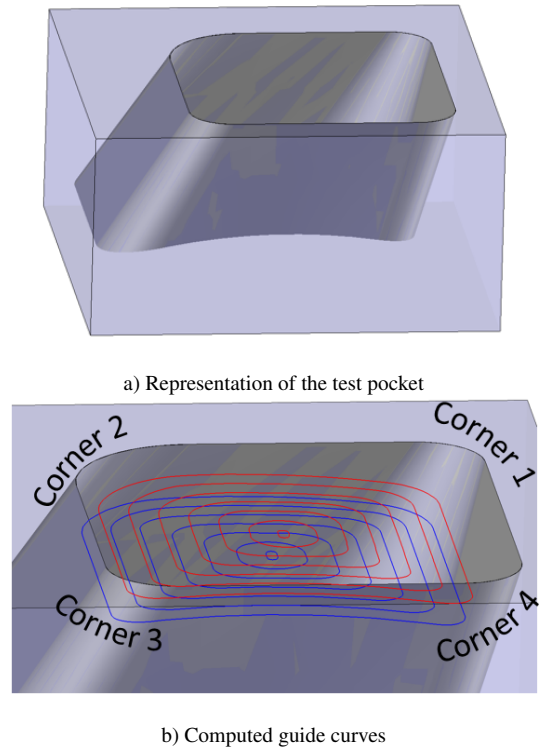 a) Representation of the test pocket
Corner 2
Corner 1
Corner 3
Corner 4
b) Computed guide curves